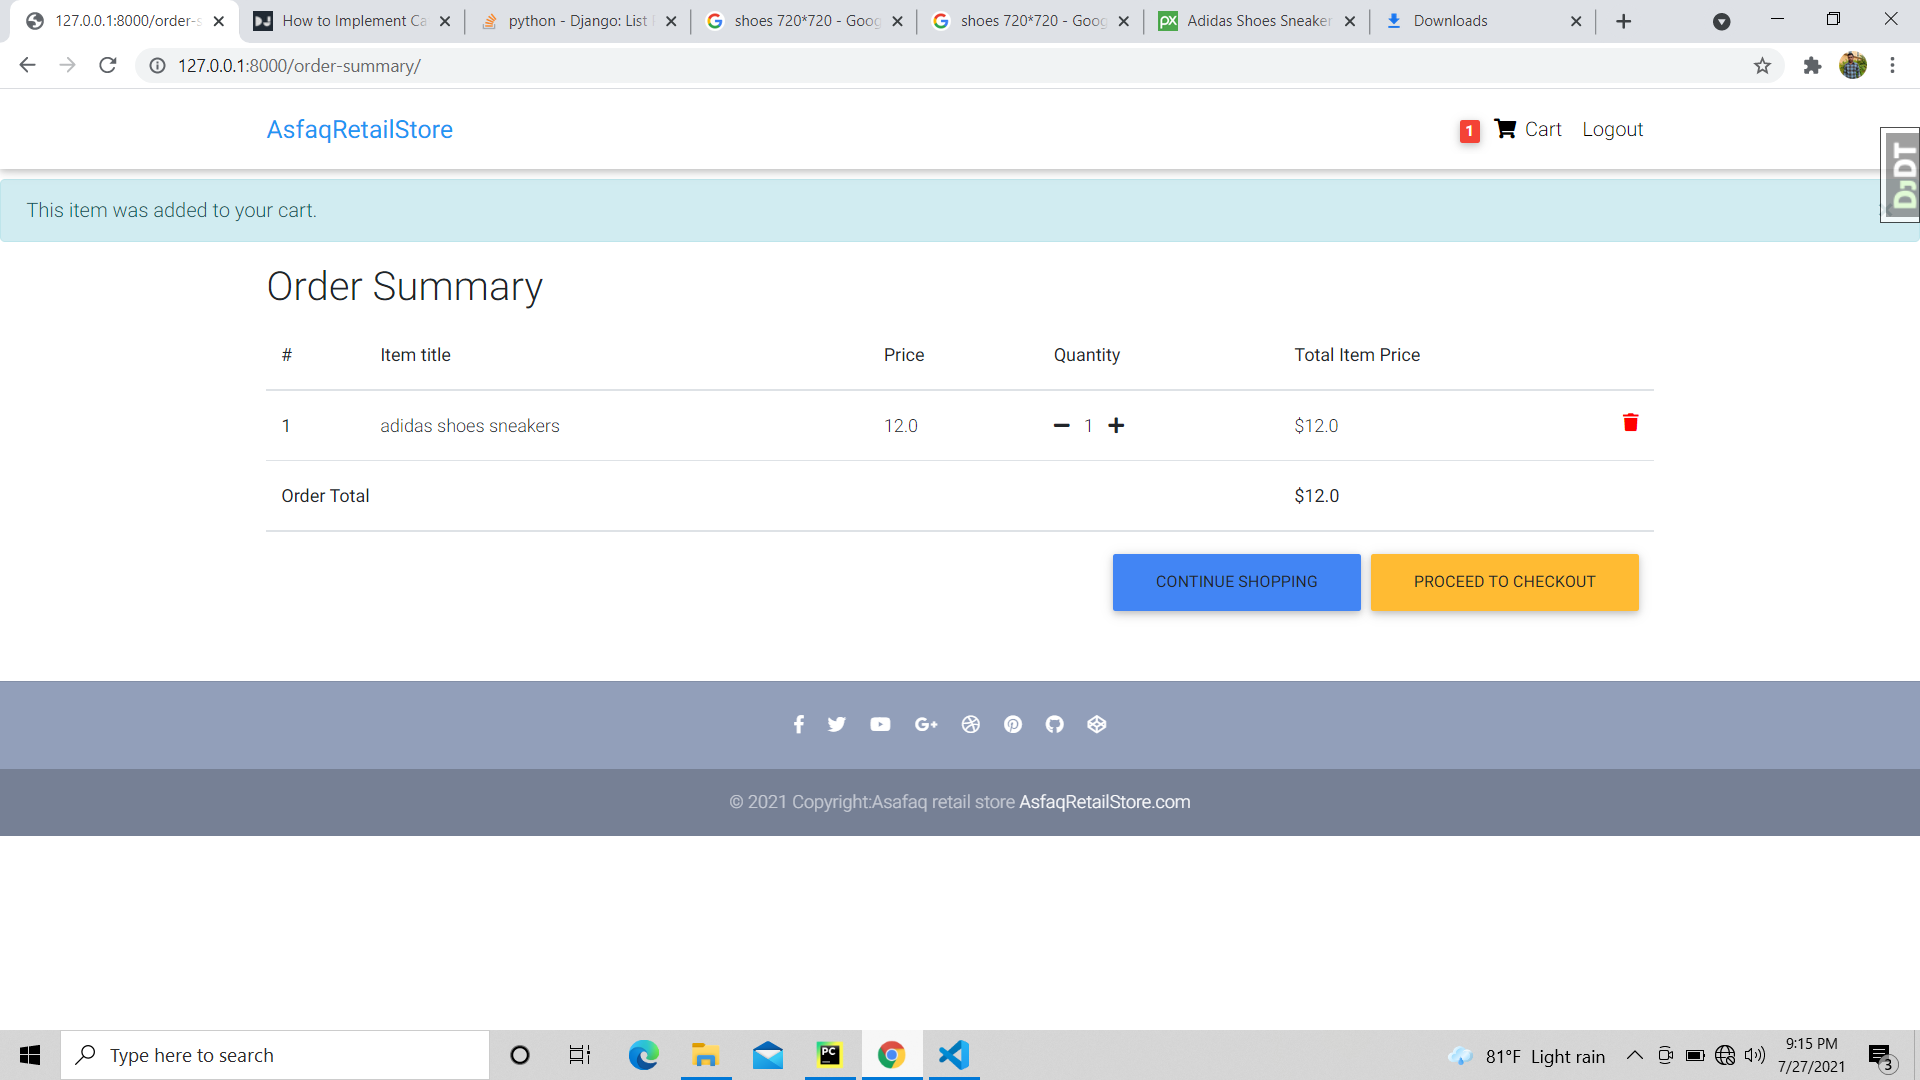 127.0.0.1:8000/order-s
How to Implement Ca
python - Django: List
shoes 720*720 - Goog
shoes 720*720 - Goog
px Adidas Shoes Sneaker
Downloads
127.0.0.1:8000/order-summary/
AsfaqRetailStore
1 Cart Logout
DjDT
This item was added to your cart.
Order Summary
# Item title Price Quantity Total Item Price
1 adidas shoes sneakers 12.0 1 $12.0
Order Total $12.0
CONTINUE SHOPPING PROCEED TO CHECKOUT
© 2021 Copyright:Asafaq retail store AsfaqRetailStore.com
Type here to search
PC
81°F Light rain
9:15 PM
7/27/2021
3